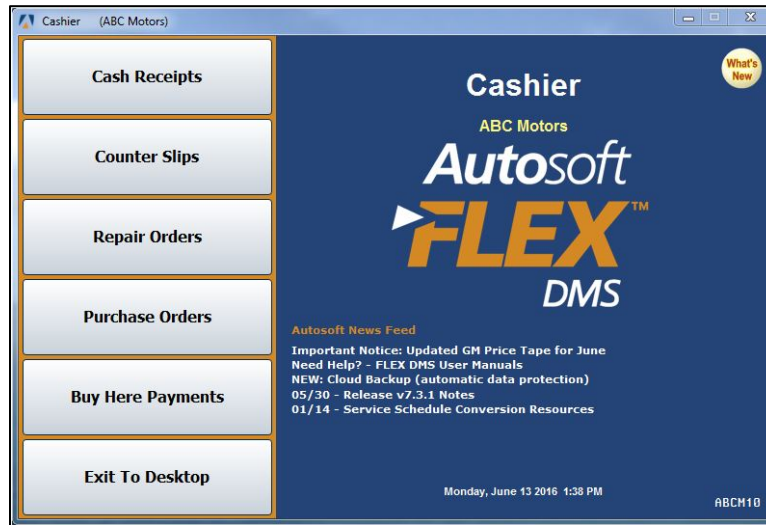 Cashier (ABC Motors)
Cash Receipts
Counter Slips
Repair Orders
Purchase Orders
Buy Here Payments
Exit To Desktop
What's
New
Cashier
ABC Motors
Autosoft
FLEX™
DMS
Autosoft News Feed
Important Notice: Updated GM Price Tape for June
Need Help? - FLEX DMS User Manuals
NEW: Cloud Backup (automatic data protection)
05/30 - Release v7.3.1 Notes
01/14 - Service Schedule Conversion Resources
Monday, June 13 2016 1:38 PM
ABCM10